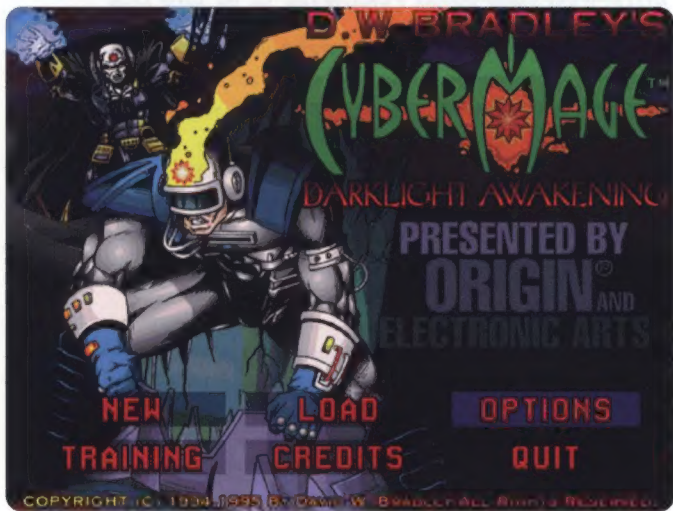 D W BRADLEY'S
CYBERMAGE™
DARKLIGHT AWAKENING
PRESENTED BY
ORIGIN® AND
ELECTRONIC ARTS
NEW LOAD OPTIONS
TRAINING CREDITS QUIT
COPYRIGHT (C) 1994,1995 BY DAVID W. BRADLEY ALL RIGHTS RESERVED.